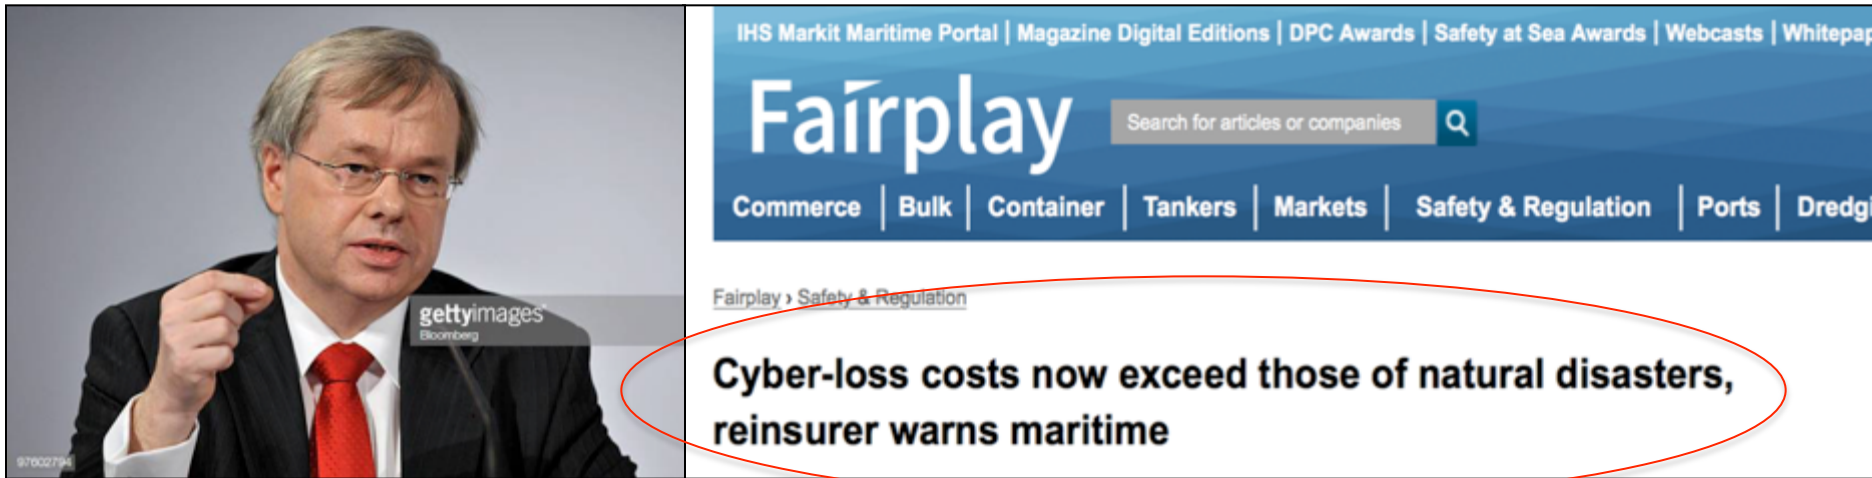 gettyimages®
Bloomberg
97602794
IHS Markit Maritime Portal | Magazine Digital Editions | DPC Awards | Safety at Sea Awards | Webcasts | Whitepap
Fairplay
Search for articles or companies
Commerce | Bulk | Container | Tankers | Markets | Safety & Regulation | Ports | Dredgi
Fairplay › Safety & Regulation
Cyber-loss costs now exceed those of natural disasters,
reinsurer warns maritime